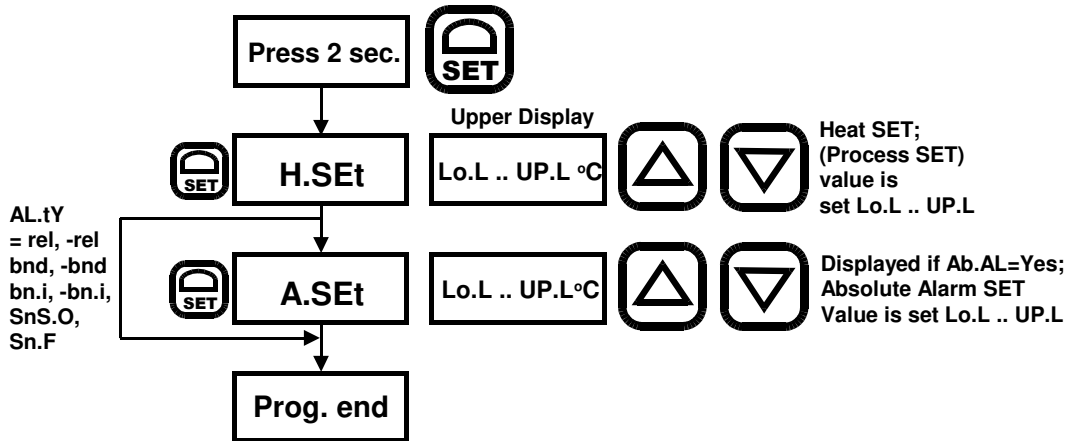 Press 2 sec.
SET
Upper Display
SET
H.SEt
Lo.L .. UP.L ºC
Heat SET;
(Process SET)
value is
set Lo.L .. UP.L
AL.tY
= rel, -rel
bnd, -bnd
bn.i, -bn.i,
SnS.O,
Sn.F
SET
A.SEt
Lo.L .. UP.LºC
Displayed if Ab.AL=Yes;
Absolute Alarm SET
Value is set Lo.L .. UP.L
Prog. end